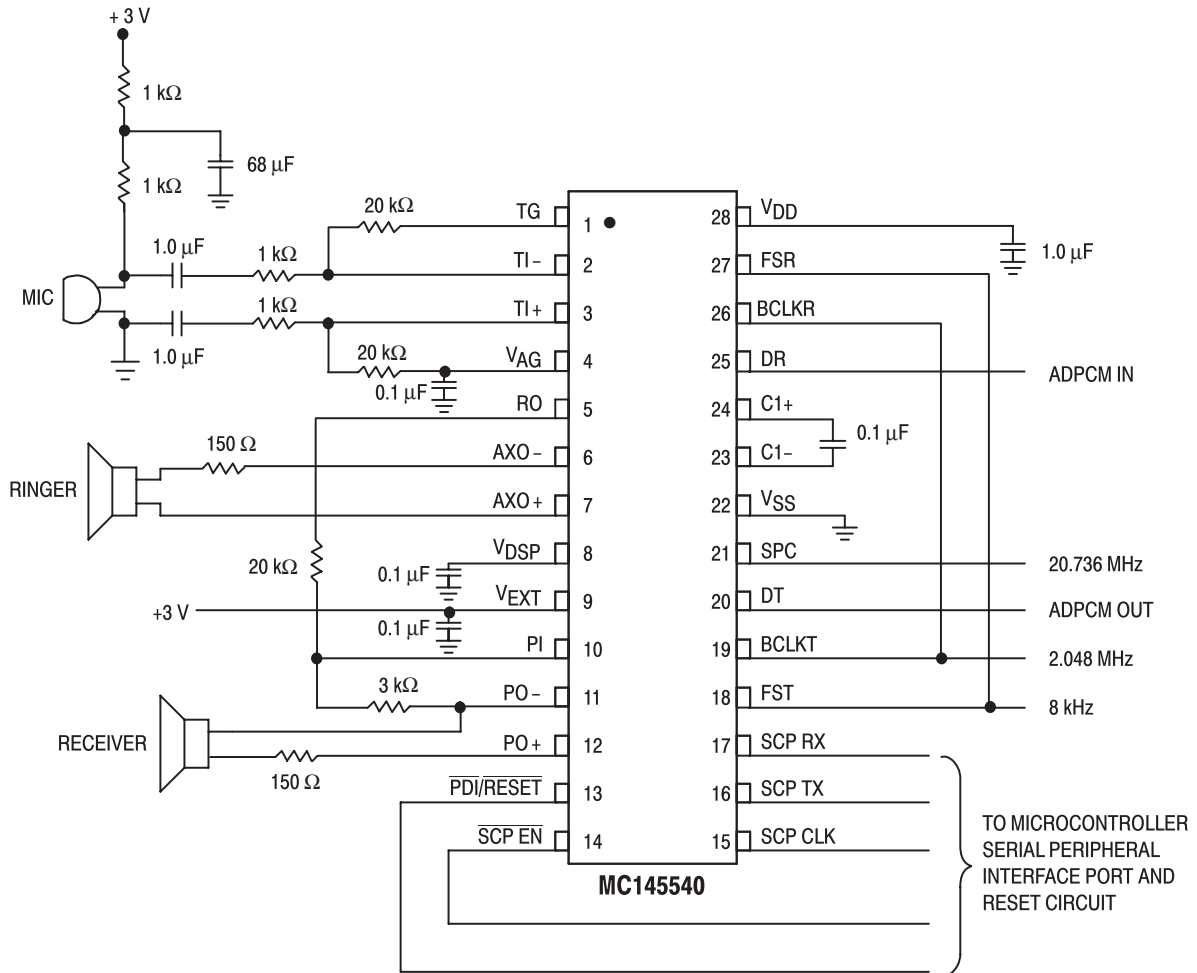 + 3 V
1 kΩ
68 µF
1 kΩ
1.0 µF
1 kΩ
20 kΩ
MIC
1 kΩ
1.0 µF
20 kΩ
0.1 µF
RINGER
150 Ω
20 kΩ
0.1 µF
+3 V
0.1 µF
3 kΩ
RECEIVER
150 Ω
TG
TI –
TI +
VAG
RO
AXO –
AXO +
VDSP
VEXT
PI
PO –
PO +
PDI/RESET
SCP EN
1
2
3
4
5
6
7
8
9
10
11
12
13
14
28
27
26
25
24
23
22
21
20
19
18
17
16
15
MC145540
VDD
FSR
BCLKR
DR
C1+
C1–
VSS
SPC
DT
BCLKT
FST
SCP RX
SCP TX
SCP CLK
1.0 µF
ADPCM IN
0.1 µF
20.736 MHz
ADPCM OUT
2.048 MHz
8 kHz
TO MICROCONTROLLER
SERIAL PERIPHERAL
INTERFACE PORT AND
RESET CIRCUIT